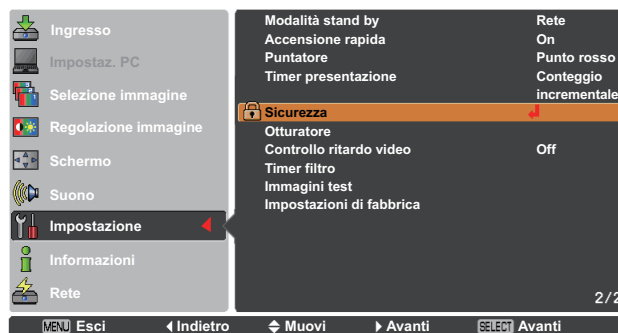 Ingresso
Impostaz. PC
Selezione immagine
Regolazione immagine
Schermo
Suono
Impostazione
Informazioni
Rete
Modalità stand by Rete
Accensione rapida On
Puntatore Punto rosso
Timer presentazione Conteggio
incrementale
Sicurezza
Otturatore
Controllo ritardo video Off
Timer filtro
Immagini test
Impostazioni di fabbrica
2/2
MENU Esci Indietro Muovi Avanti SELECT Avanti